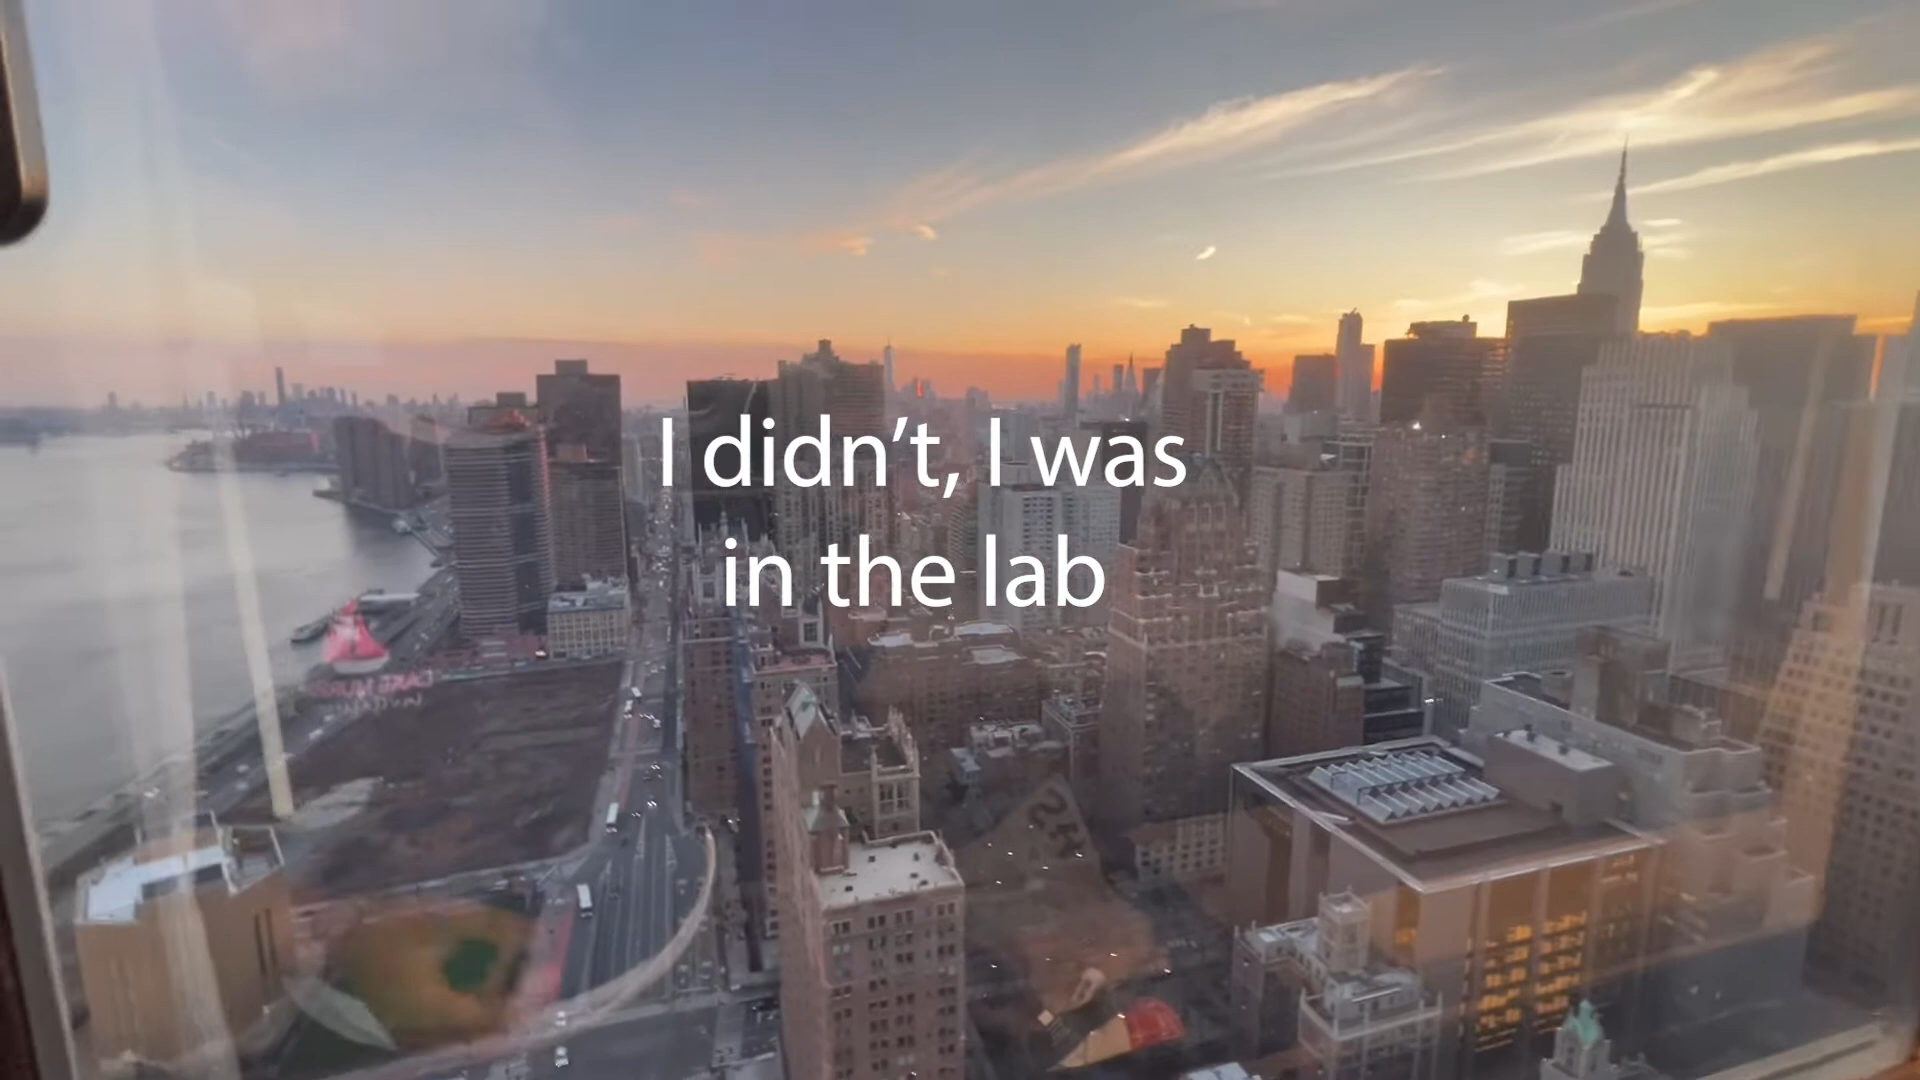 I didn’t, I was
in the lab